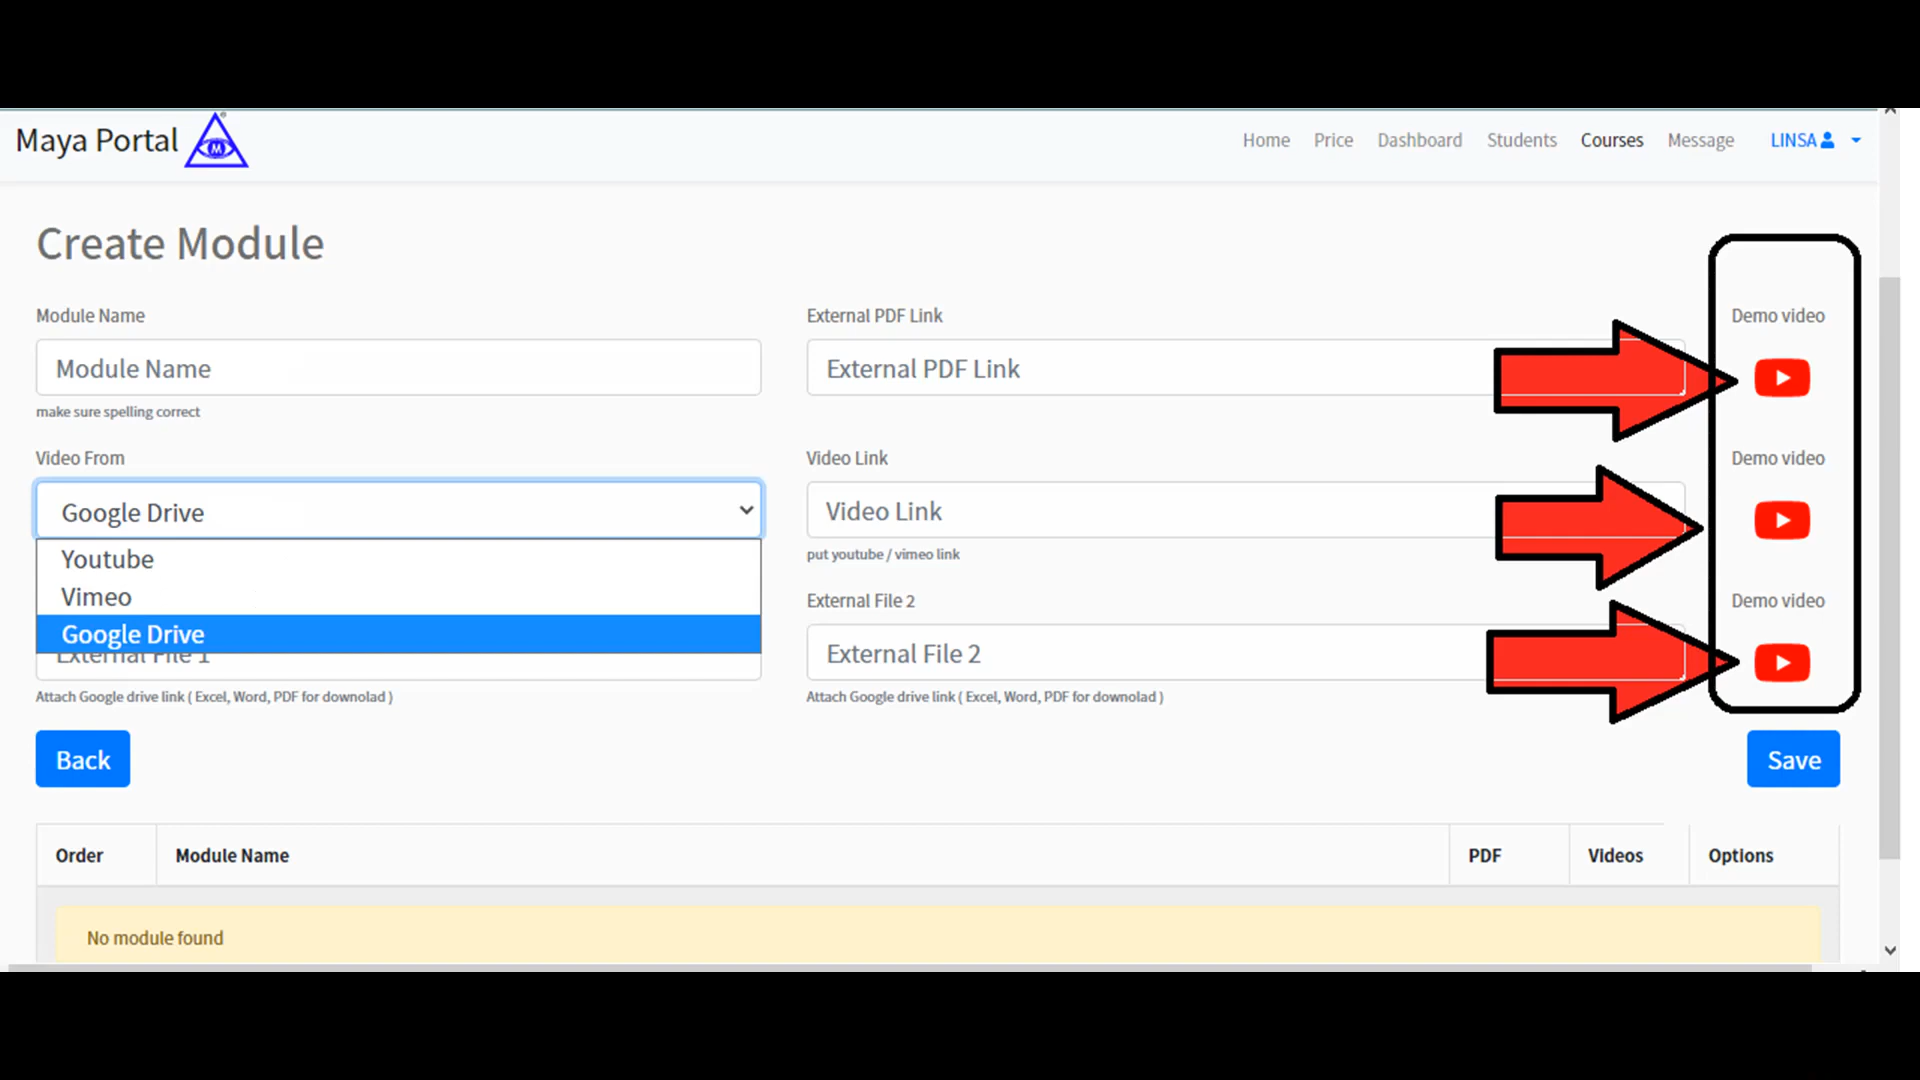 Maya Portal M
Home Price Dashboard Students Courses Message LINSA
Create Module
Module Name
External PDF Link
Demo video
Module Name
External PDF Link
make sure spelling correct
Video From
Video Link
Demo video
Google Drive
Video Link
Youtube
put youtube / vimeo link
Vimeo
External File 2
Demo video
Google Drive
External File 1
External File 2
Attach Google drive link ( Excel, Word, PDF for downolad )
Attach Google drive link ( Excel, Word, PDF for downolad )
Back
Save
Order Module Name PDF Videos Options
No module found